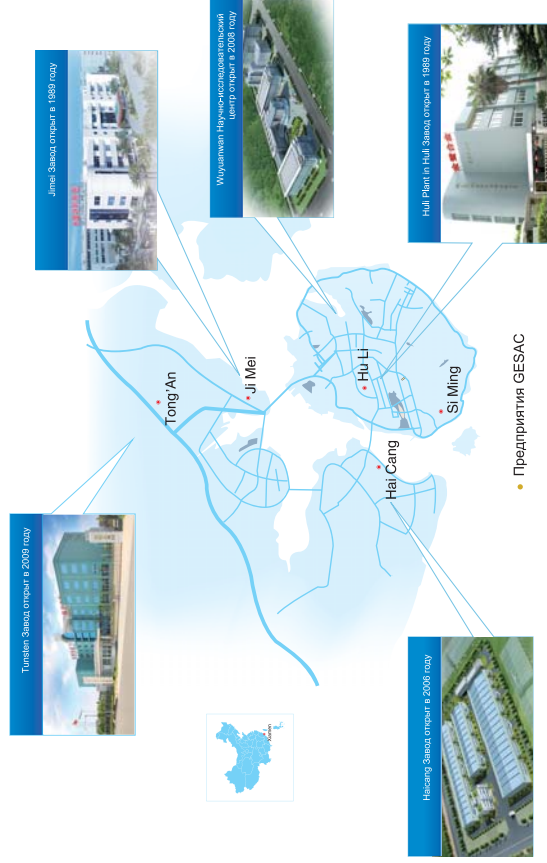 Tunsten Завод открыт в 2009 году
Jimei Завод открыт в 1989 году
Wuyuanwan Научно-исследовательский
центр открыт в 2008 году
Tong'An
Ji Mei
Hu Li
Si Ming
Hai Cang
Xiamen
Haicang Завод открыт в 2006 году
Huli Plant in Huli Завод открыт в 1989 году
Предприятия GESAC